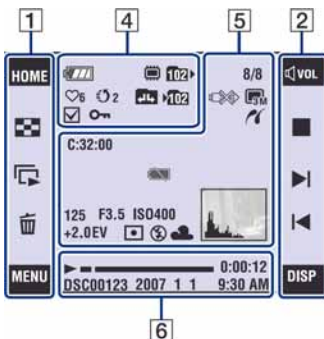 1 4 5 2
HOME 102 8/8 VOL
6 2 102 3M
C:32:00
125 F3.5 ISO400
+2.0EV
0:00:12
MENU DSC00123 2007 1 1 9:30 AM DISP
6